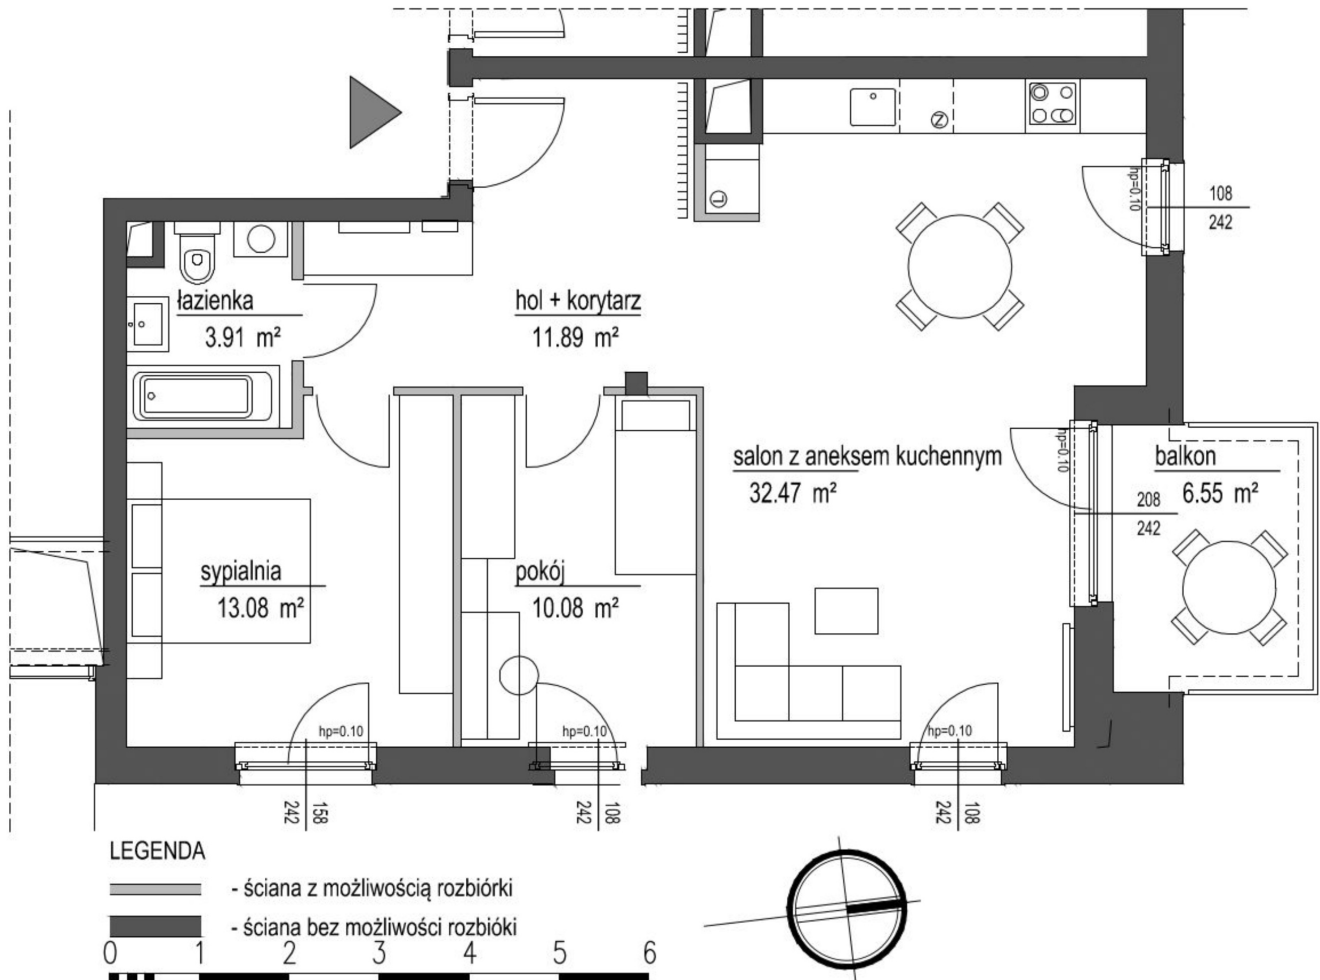 hp=0.10
108
242
łazienka
3.91 m²
hol + korytarz
11.89 m²
Z
L
salon z aneksem kuchennym
32.47 m²
hp=0.10
208
242
balkon
6.55 m²
sypialnia
13.08 m²
pokój
10.08 m²
hp=0.10
hp=0.10
hp=0.10
158
242
108
242
108
242
LEGENDA
- ściana z możliwością rozbiórki
- ściana bez możliwości rozbióki
0 1 2 3 4 5 6